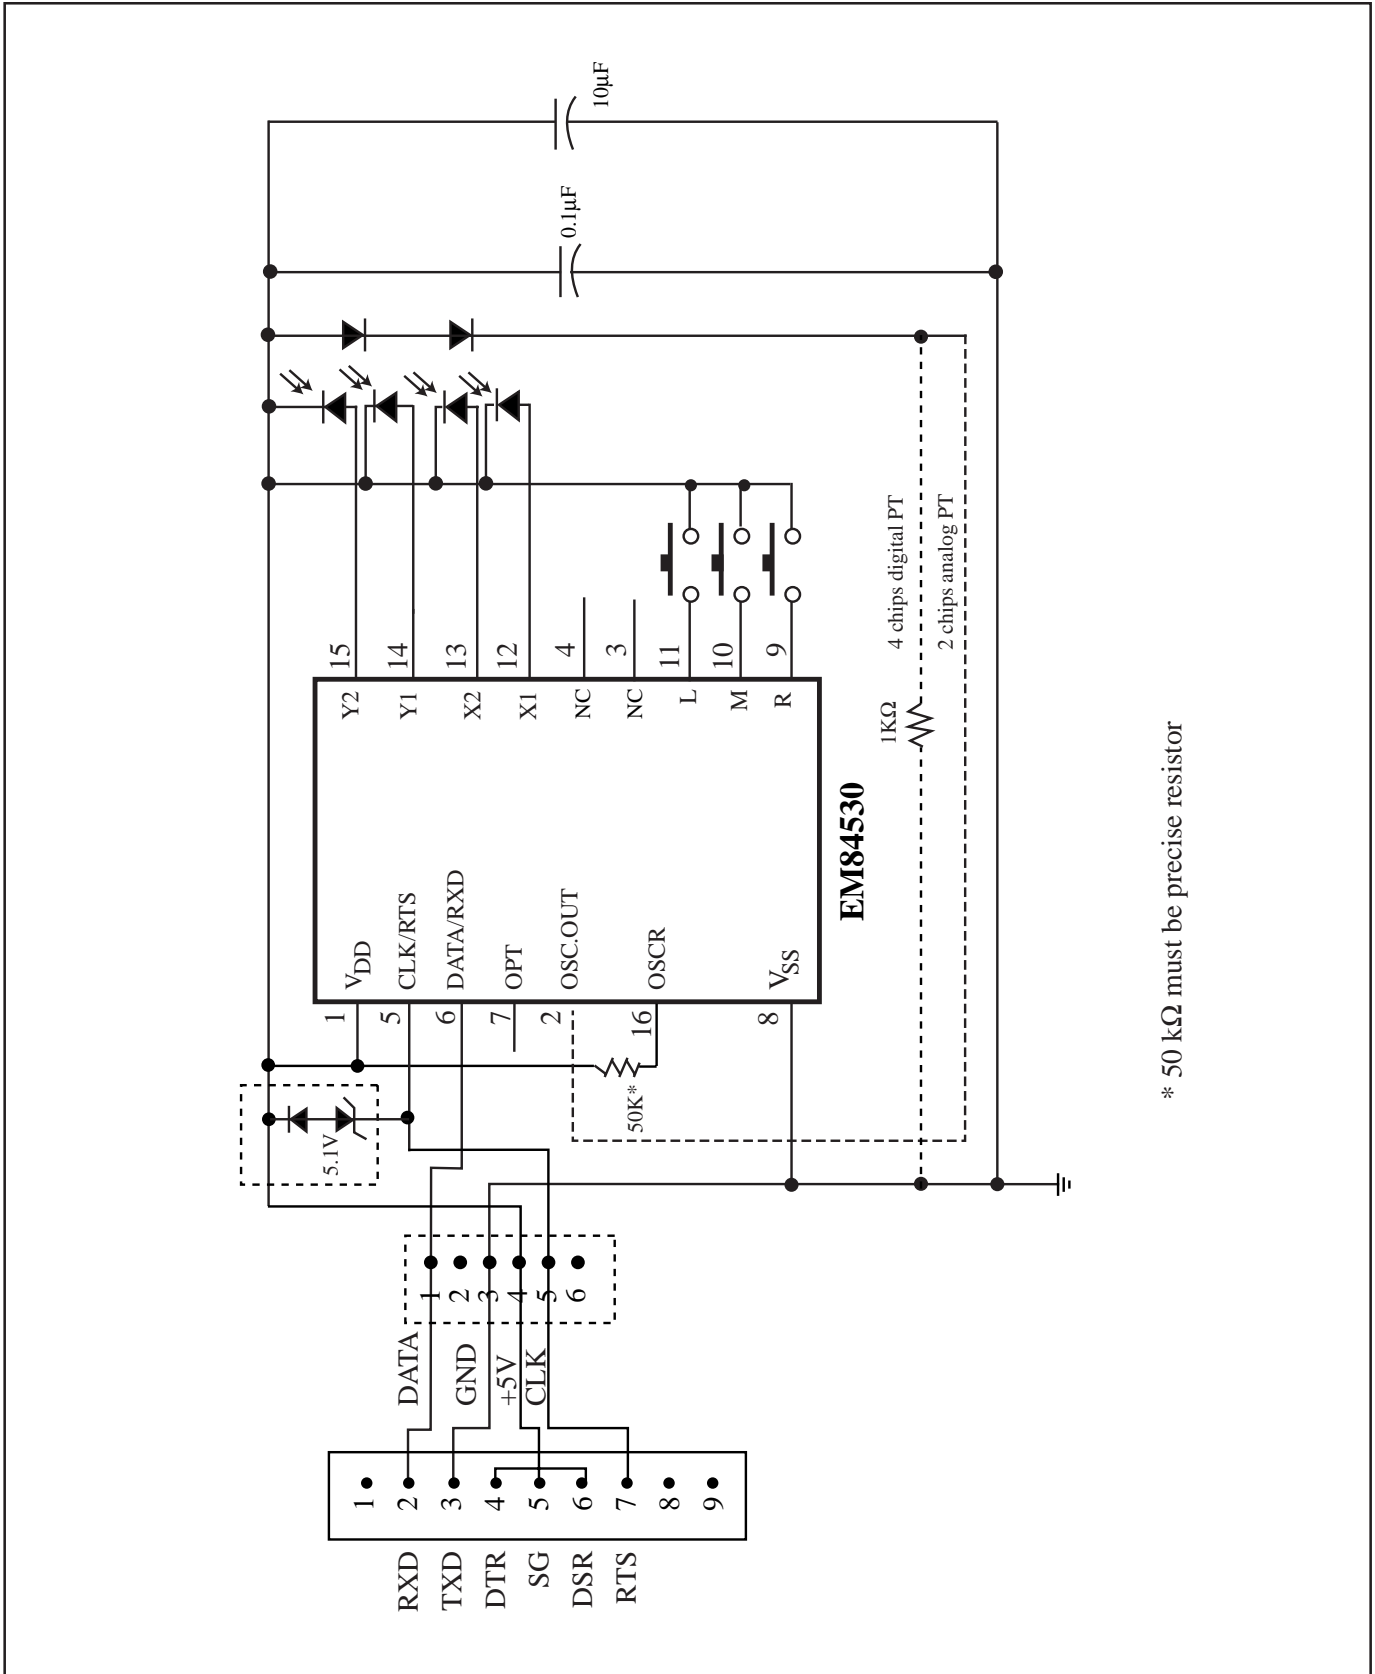 10µF
0.1µF
15
14
13
12
4
3
11
10
9
Y2
Y1
X2
X1
NC
NC
L
M
R
4 chips digital PT
2 chips analog PT
1KΩ
EM84530
VDD
CLK/RTS
DATA/RXD
OPT
OSC.OUT
OSCR
VSS
1
5
6
7
2
16
8
50K*
5.1V
1
2
3
4
5
6
DATA
GND
+5V
CLK
1
2
3
4
5
6
7
8
9
RXD
TXD
DTR
SG
DSR
RTS
* 50 kΩ must be precise resistor